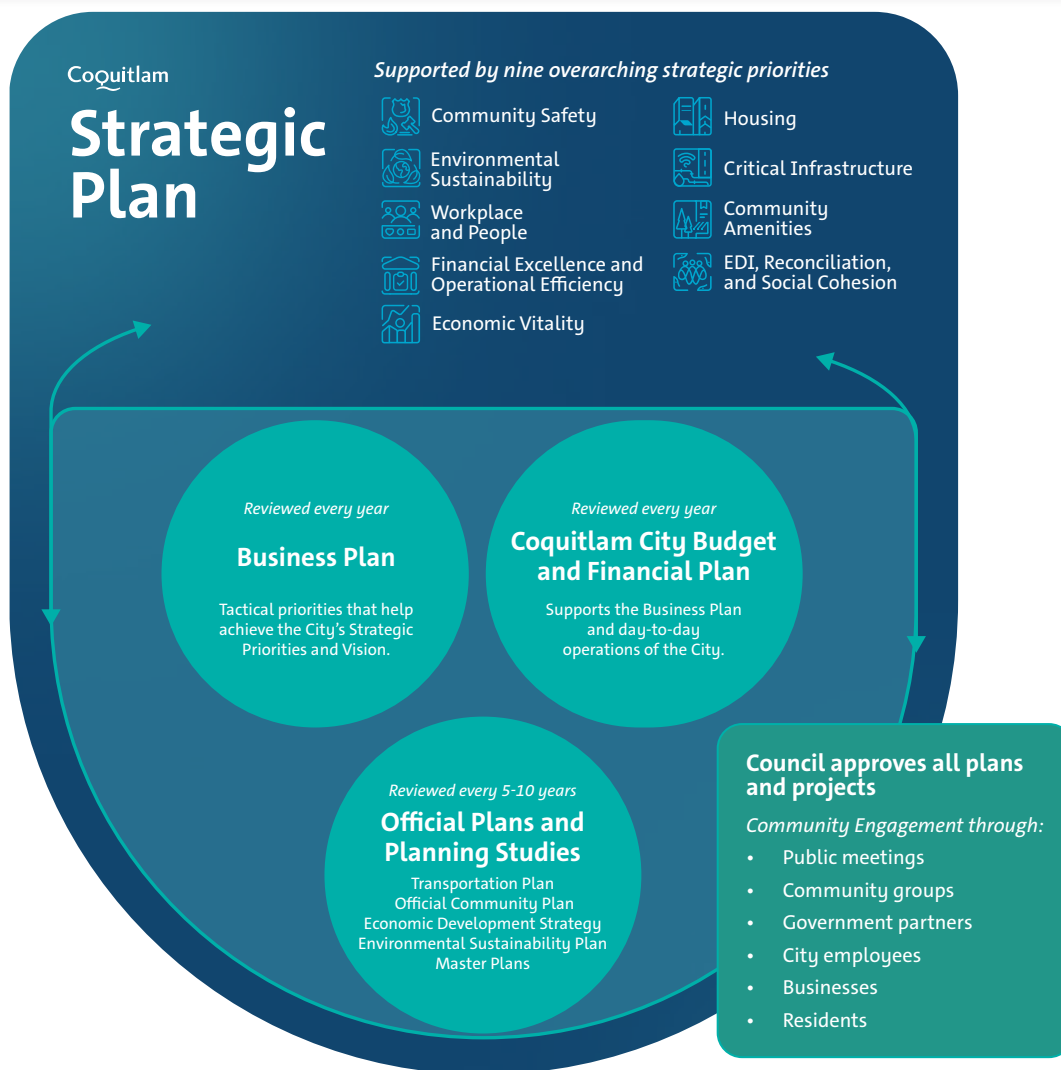 Coquitlam
Strategic
Plan
Supported by nine overarching strategic priorities
Community Safety
Environmental
Sustainability
Workplace
and People
Financial Excellence and
Operational Efficiency
Economic Vitality
Housing
Critical Infrastructure
Community
Amenities
EDI, Reconciliation,
and Social Cohesion
Reviewed every year
Business Plan
Tactical priorities that help
achieve the City’s Strategic
Priorities and Vision.
Reviewed every year
Coquitlam City Budget
and Financial Plan
Supports the Business Plan
and day-to-day
operations of the City.
Reviewed every 5-10 years
Official Plans and
Planning Studies
Transportation Plan
Official Community Plan
Economic Development Strategy
Environmental Sustainability Plan
Master Plans
Council approves all plans
and projects
Community Engagement through:
• Public meetings
• Community groups
• Government partners
• City employees
• Businesses
• Residents